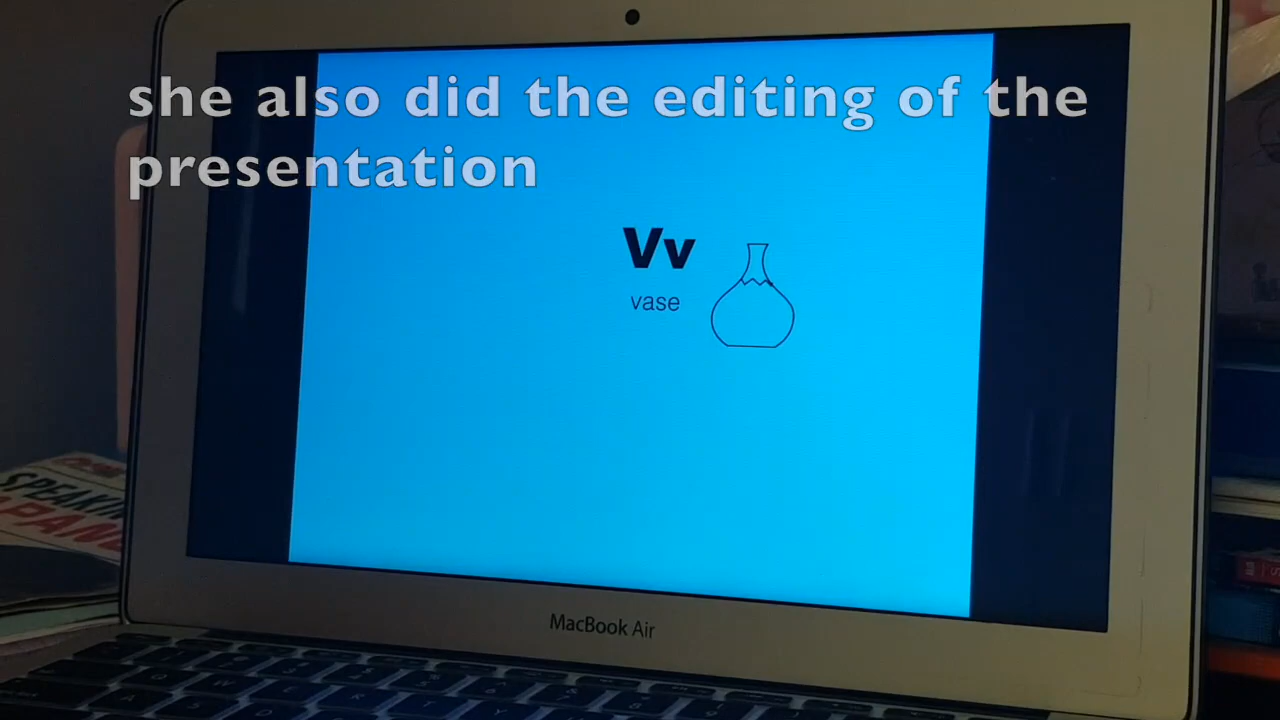 she also did the editing of the
presentation
Vv
vase
MacBook Air